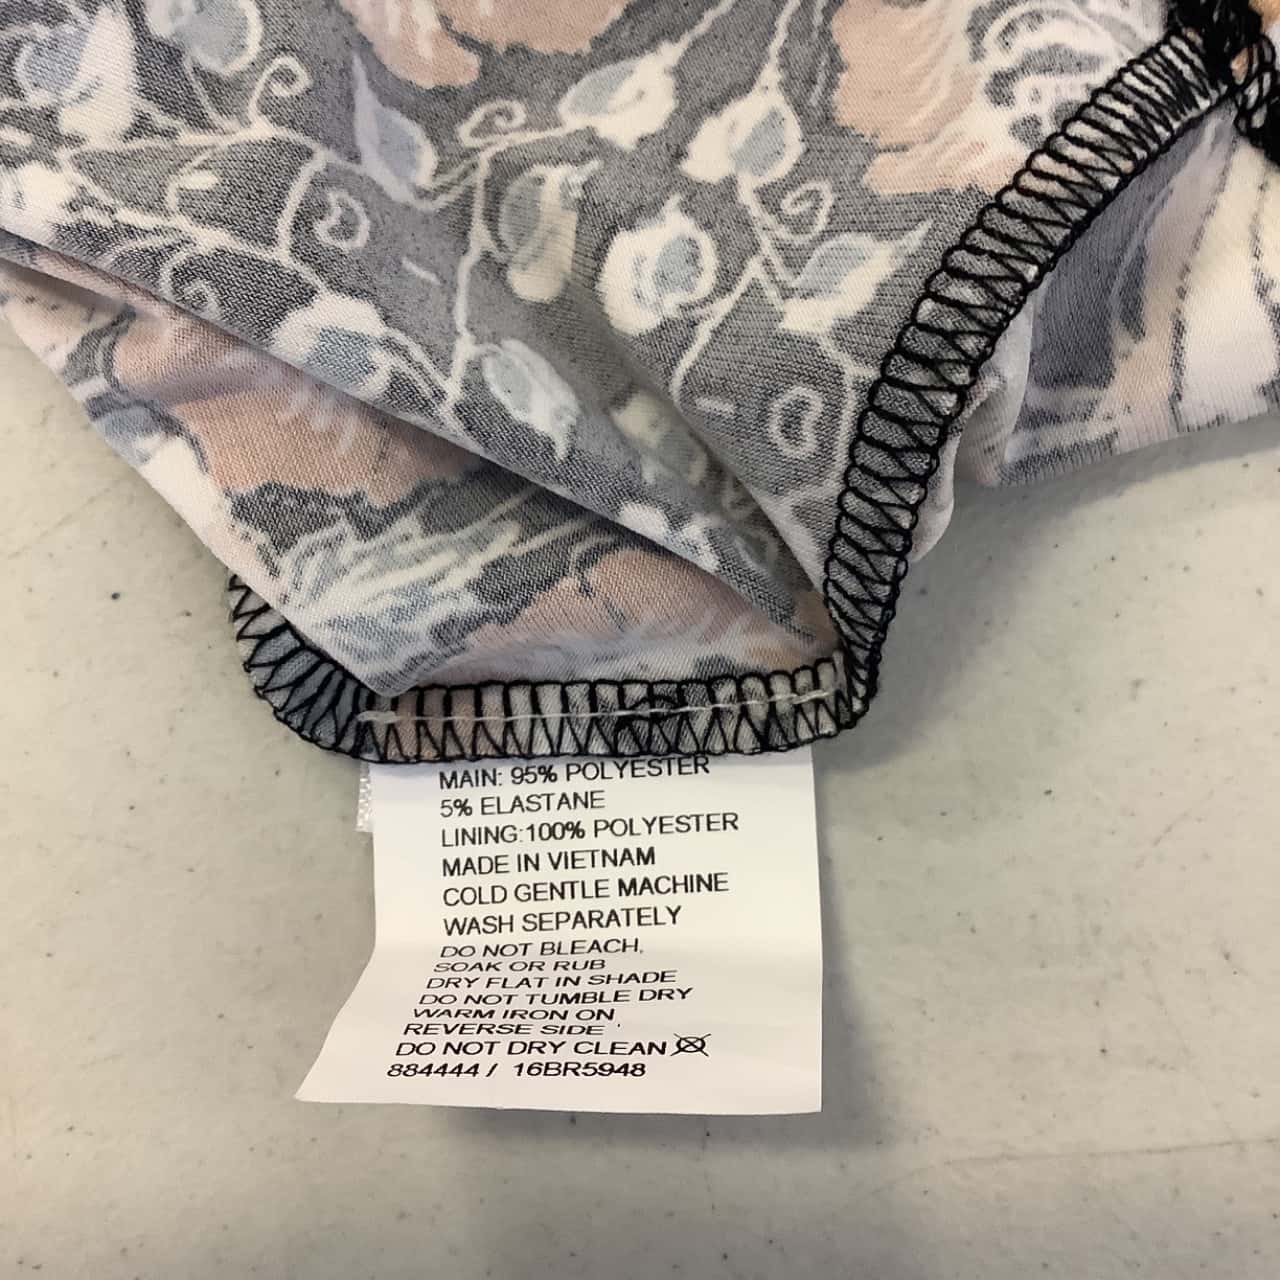 MAIN: 95% POLYESTER
5% ELASTANE
LINING:100% POLYESTER
MADE IN VIETNAM
COLD GENTLE MACHINE
WASH SEPARATELY
DO NOT BLEACH,
SOAK OR RUB
DRY FLAT IN SHADE
DO NOT TUMBLE DRY
WARM IRON ON
REVERSE SIDE
DO NOT DRY CLEAN
884444 / 16BR5948